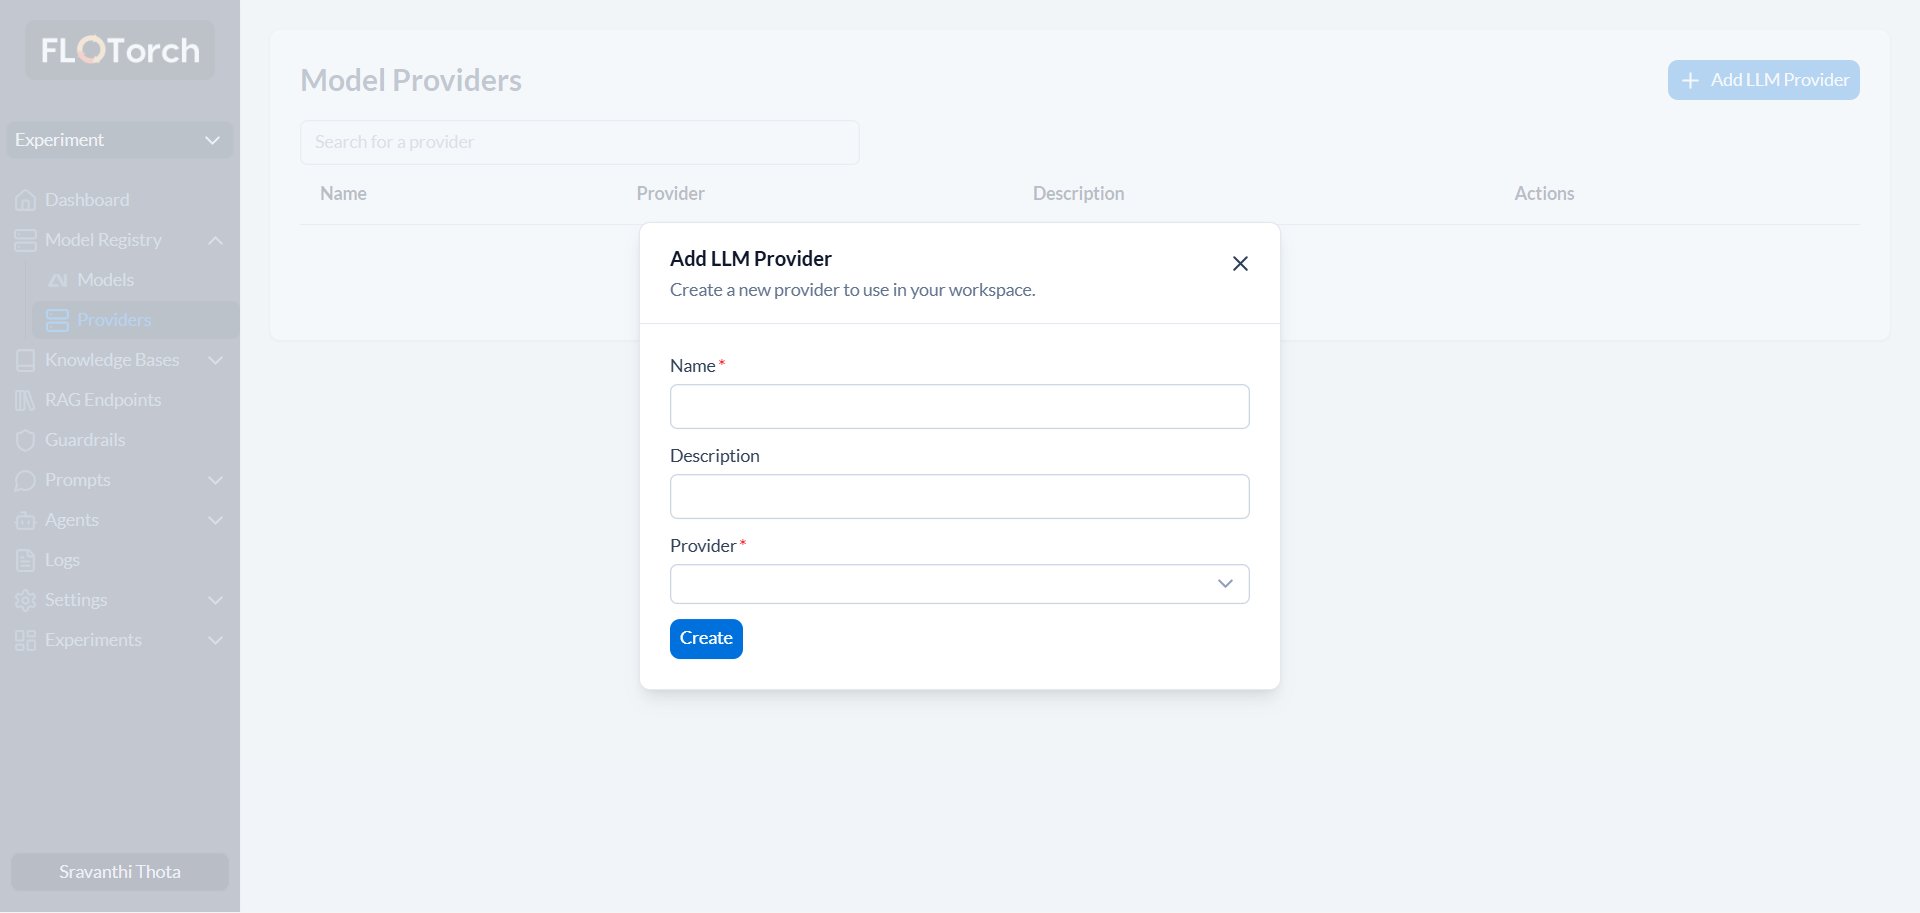 FLOTorch
Experiment
Dashboard
Model Registry
Models
Providers
Knowledge Bases
RAG Endpoints
Guardrails
Prompts
Agents
Logs
Settings
Experiments
Sravanthi Thota
Model Providers
Add LLM Provider
Search for a provider
Name Provider Description Actions
Add LLM Provider
Create a new provider to use in your workspace.
Name *
Description
Provider *
Create